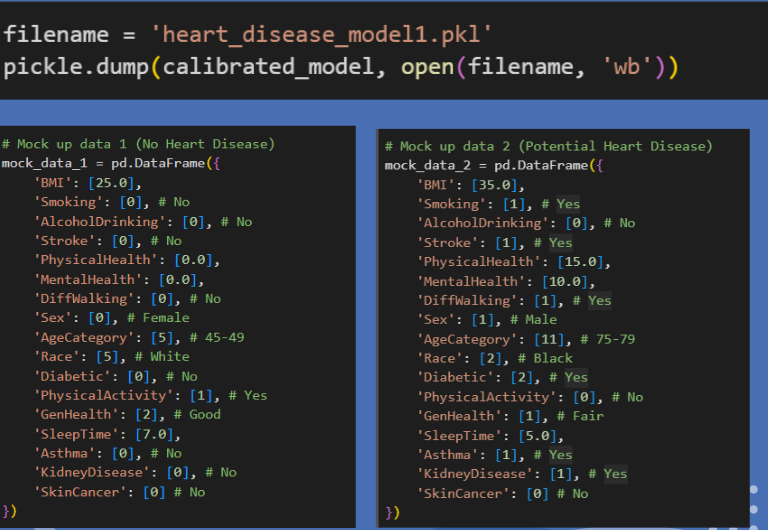 filename = 'heart_disease_model1.pkl'
pickle.dump(calibrated_model, open(filename, 'wb'))
# Mock up data 1 (No Heart Disease)
mock_data_1 = pd.DataFrame({
    'BMI': [25.0],
    'Smoking': [0], # No
    'AlcoholDrinking': [0], # No
    'Stroke': [0], # No
    'PhysicalHealth': [0.0],
    'MentalHealth': [0.0],
    'DiffWalking': [0], # No
    'Sex': [0], # Female
    'AgeCategory': [5], # 45-49
    'Race': [5], # White
    'Diabetic': [0], # No
    'PhysicalActivity': [1], # Yes
    'GenHealth': [2], # Good
    'SleepTime': [7.0],
    'Asthma': [0], # No
    'KidneyDisease': [0], # No
    'SkinCancer': [0] # No
})
# Mock up data 2 (Potential Heart Disease)
mock_data_2 = pd.DataFrame({
    'BMI': [35.0],
    'Smoking': [1], # Yes
    'AlcoholDrinking': [0], # No
    'Stroke': [1], # Yes
    'PhysicalHealth': [15.0],
    'MentalHealth': [10.0],
    'DiffWalking': [1], # Yes
    'Sex': [1], # Male
    'AgeCategory': [11], # 75-79
    'Race': [2], # Black
    'Diabetic': [2], # Yes
    'PhysicalActivity': [0], # No
    'GenHealth': [1], # Fair
    'SleepTime': [5.0],
    'Asthma': [1], # Yes
    'KidneyDisease': [1], # Yes
    'SkinCancer': [0] # No
})